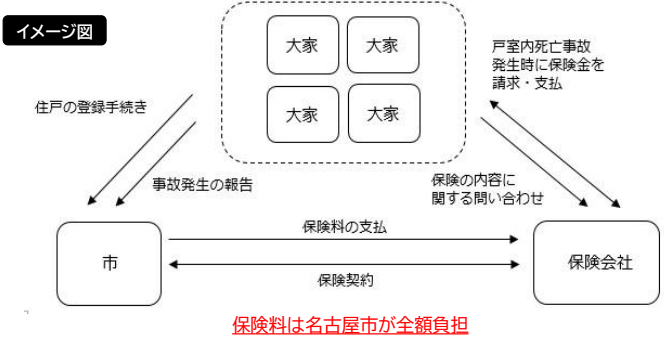 イメージ図
大家
大家
大家
大家
戸室内死亡事故
発生時に保険金を
請求・支払
住戸の登録手続き
事故発生の報告
保険の内容に
関する問い合わせ
保険料の支払
市
保険会社
保険契約
保険料は名古屋市が全額負担